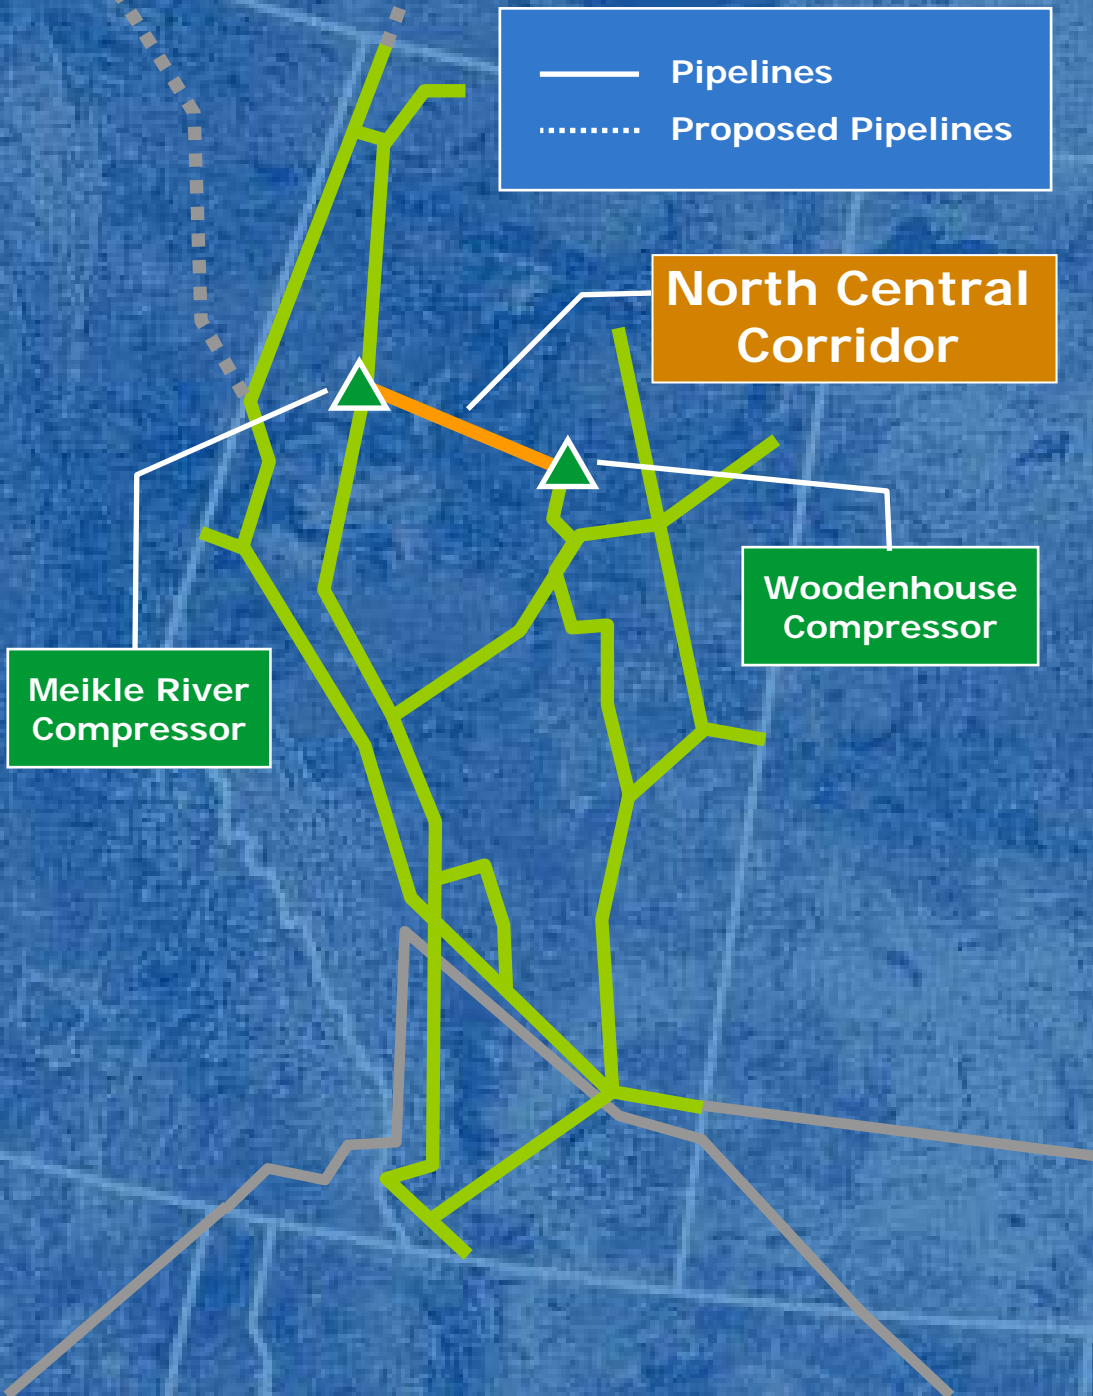 Pipelines
Proposed Pipelines
North Central
Corridor
Woodenhouse
Compressor
Meikle River
Compressor